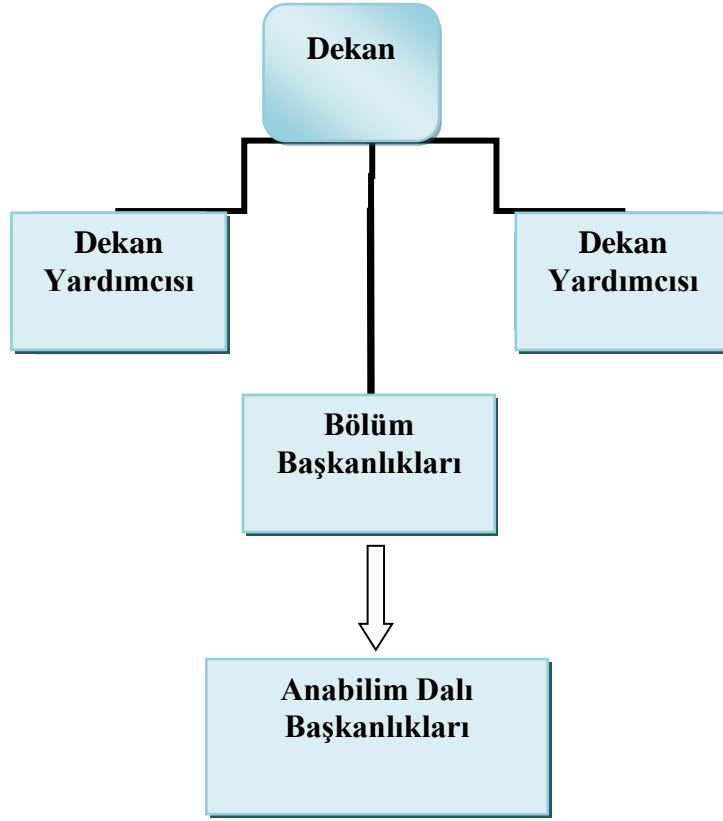 Dekan
Dekan
Yardımcısı
Dekan
Yardımcısı
Bölüm
Başkanlıkları
Anabilim Dalı
Başkanlıkları